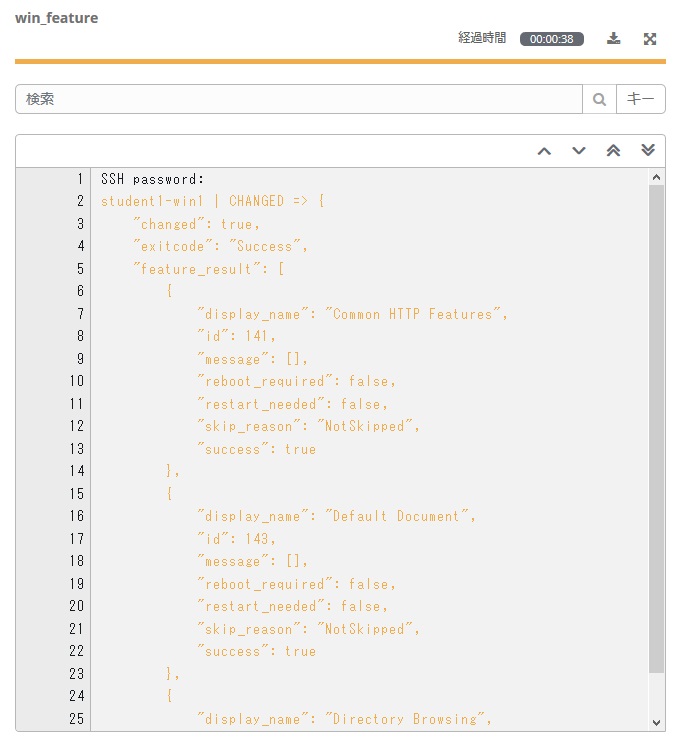 win_feature
経過時間 00:00:38
検索 キー
1 SSH password:
2 student1-win1 | CHANGED => {
3 "changed": true,
4 "exitcode": "Success",
5 "feature_result": [
6 {
7 "display_name": "Common HTTP Features",
8 "id": 141,
9 "message": [],
10 "reboot_required": false,
11 "restart_needed": false,
12 "skip_reason": "NotSkipped",
13 "success": true
14 },
15 {
16 "display_name": "Default Document",
17 "id": 143,
18 "message": [],
19 "reboot_required": false,
20 "restart_needed": false,
21 "skip_reason": "NotSkipped",
22 "success": true
23 },
24 {
25 "display_name": "Directory Browsing",